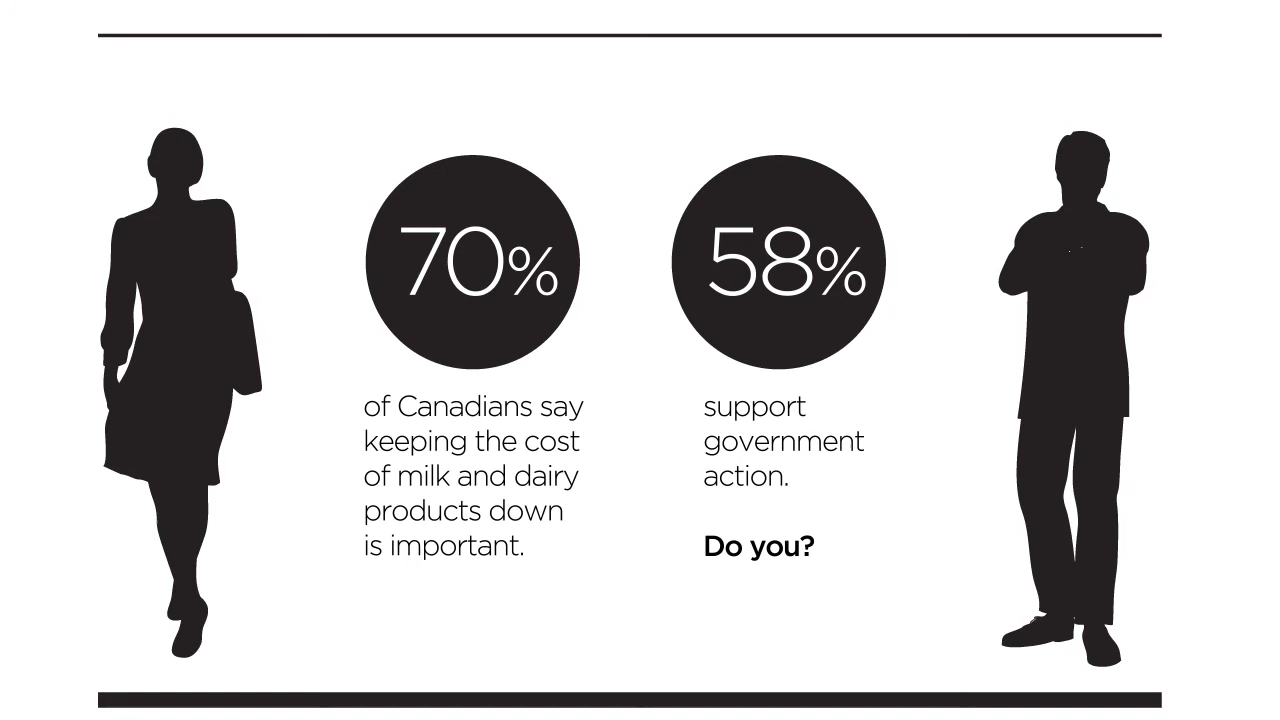 70%
of Canadians say
keeping the cost
of milk and dairy
products down
is important.
58%
support
government
action.
Do you?